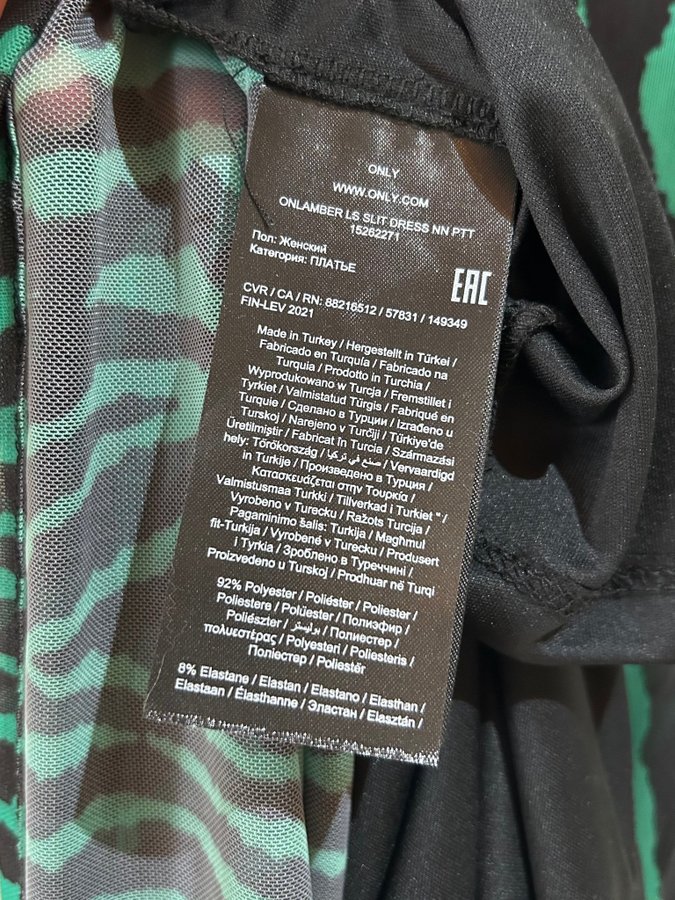 ONLY
WWW.ONLY.COM
ONLAMBER LS SLIT DRESS NN PTT
15262271
Пол: Женский
Категория: ПЛАТЬЕ
EAC
CVR / CA / RN: 88216512 / 57831 / 149349
FIN-LEV 2021
Made in Turkey / Hergestellt in Türkei /
Fabricado en Turquía / Fabricado na
Turquia / Prodotto in Turchia /
Wyprodukowano w Turcja / Fremstillet i
Tyrkiet / Valmistatud Türgis / Fabriqué en
Turquie / Сделано в Турции / Izrađeno u
Turskoj / Narejeno v Turčiji / Türkiye'de
Üretilmiştir / Fabricat în Turcia / Származási
hely: Törökország / صنع في تركيا / Vervaardigd
in Turkije / Произведено в Турция /
Κατασκευάζεται στην Τουρκία /
Valmistusmaa Turkki / Tillverkad i Turkiet " /
Vyrobeno v Turecku / Ražots Turcija /
Pagaminimo šalis: Turkija / Magħmul
fit-Turkija / Vyrobené v Turecku / Produsert
i Tyrkia / Зроблено в Туреччині /
Proizvedeno u Turskoj / Prodhuar në Turqi
92% Polyester / Poliéster / Poliester /
Poliestere / Polüester / Полиэфир /
Poliészter / بوليستر / Полиестер /
πολυεστέρας / Polyesteri / Poliesteris /
Поліестер / Poliestër
8% Elastane / Elastan / Elastano / Elasthan /
Elastaan / Élasthanne / Эластан / Elasztán /